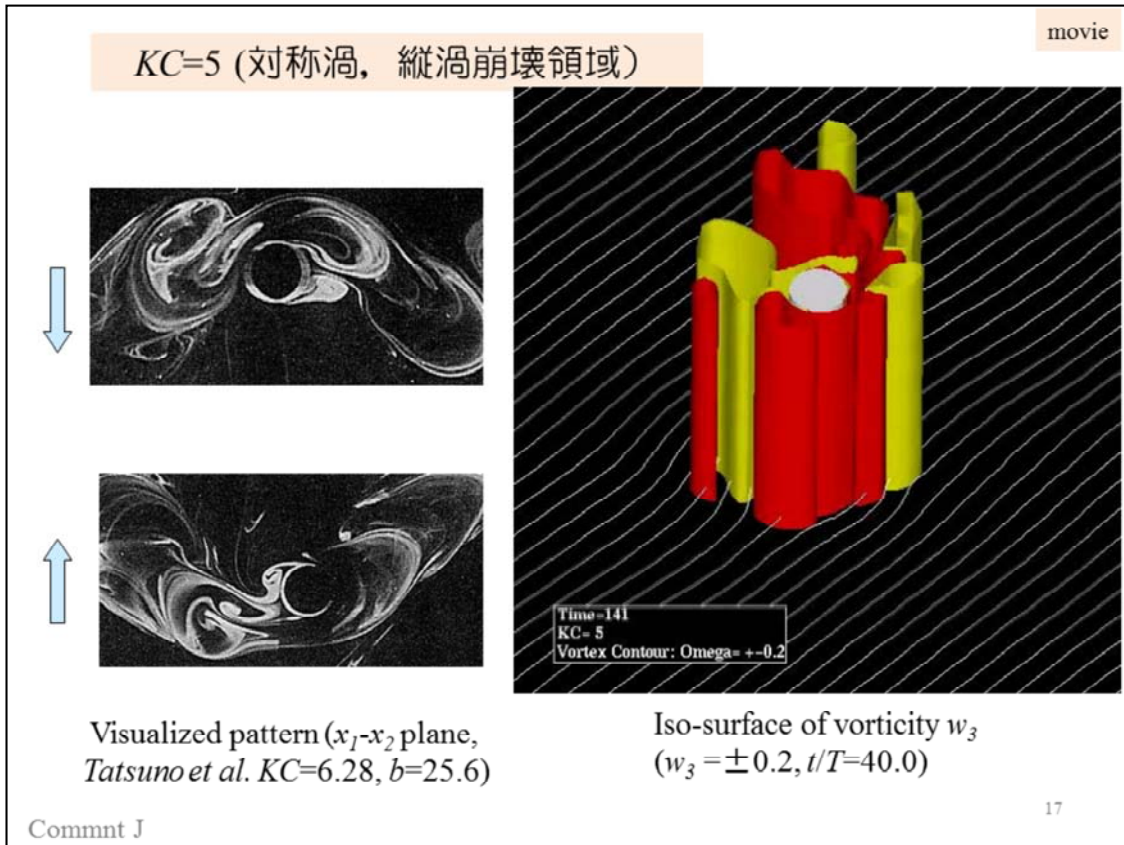 movie
KC=5 (対称渦，縦渦崩壊領域）
Time=141
KC= 5
Vortex Contour: Omega= +-0.2
Visualized pattern (x₁-x₂ plane,
Tatsuno et al. KC=6.28, b=25.6)
Iso-surface of vorticity w₃
(w₃ =±0.2, t/T=40.0)
17
Commnt J